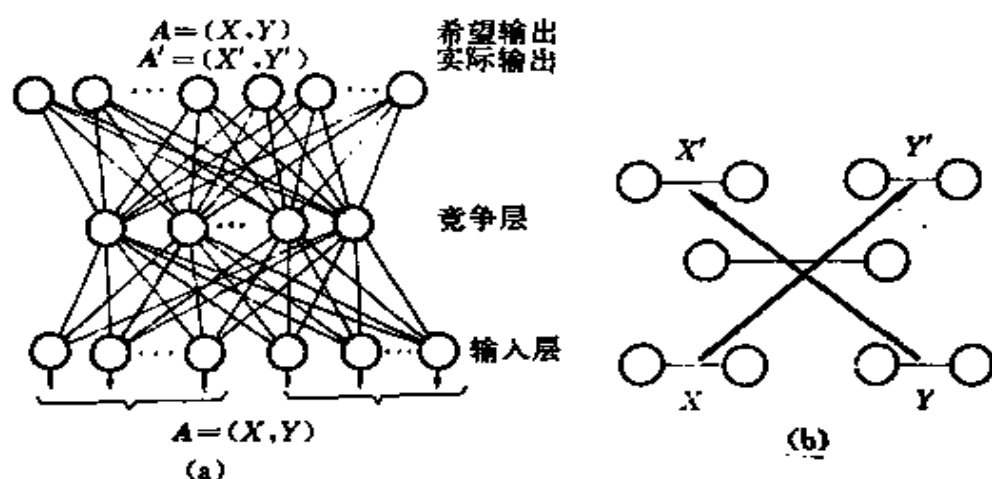 A=(X,Y) 希望输出
A′=(X′,Y′) 实际输出
竞争层
输入层
A=(X,Y)
(a)
X′ Y′
X Y
(b)